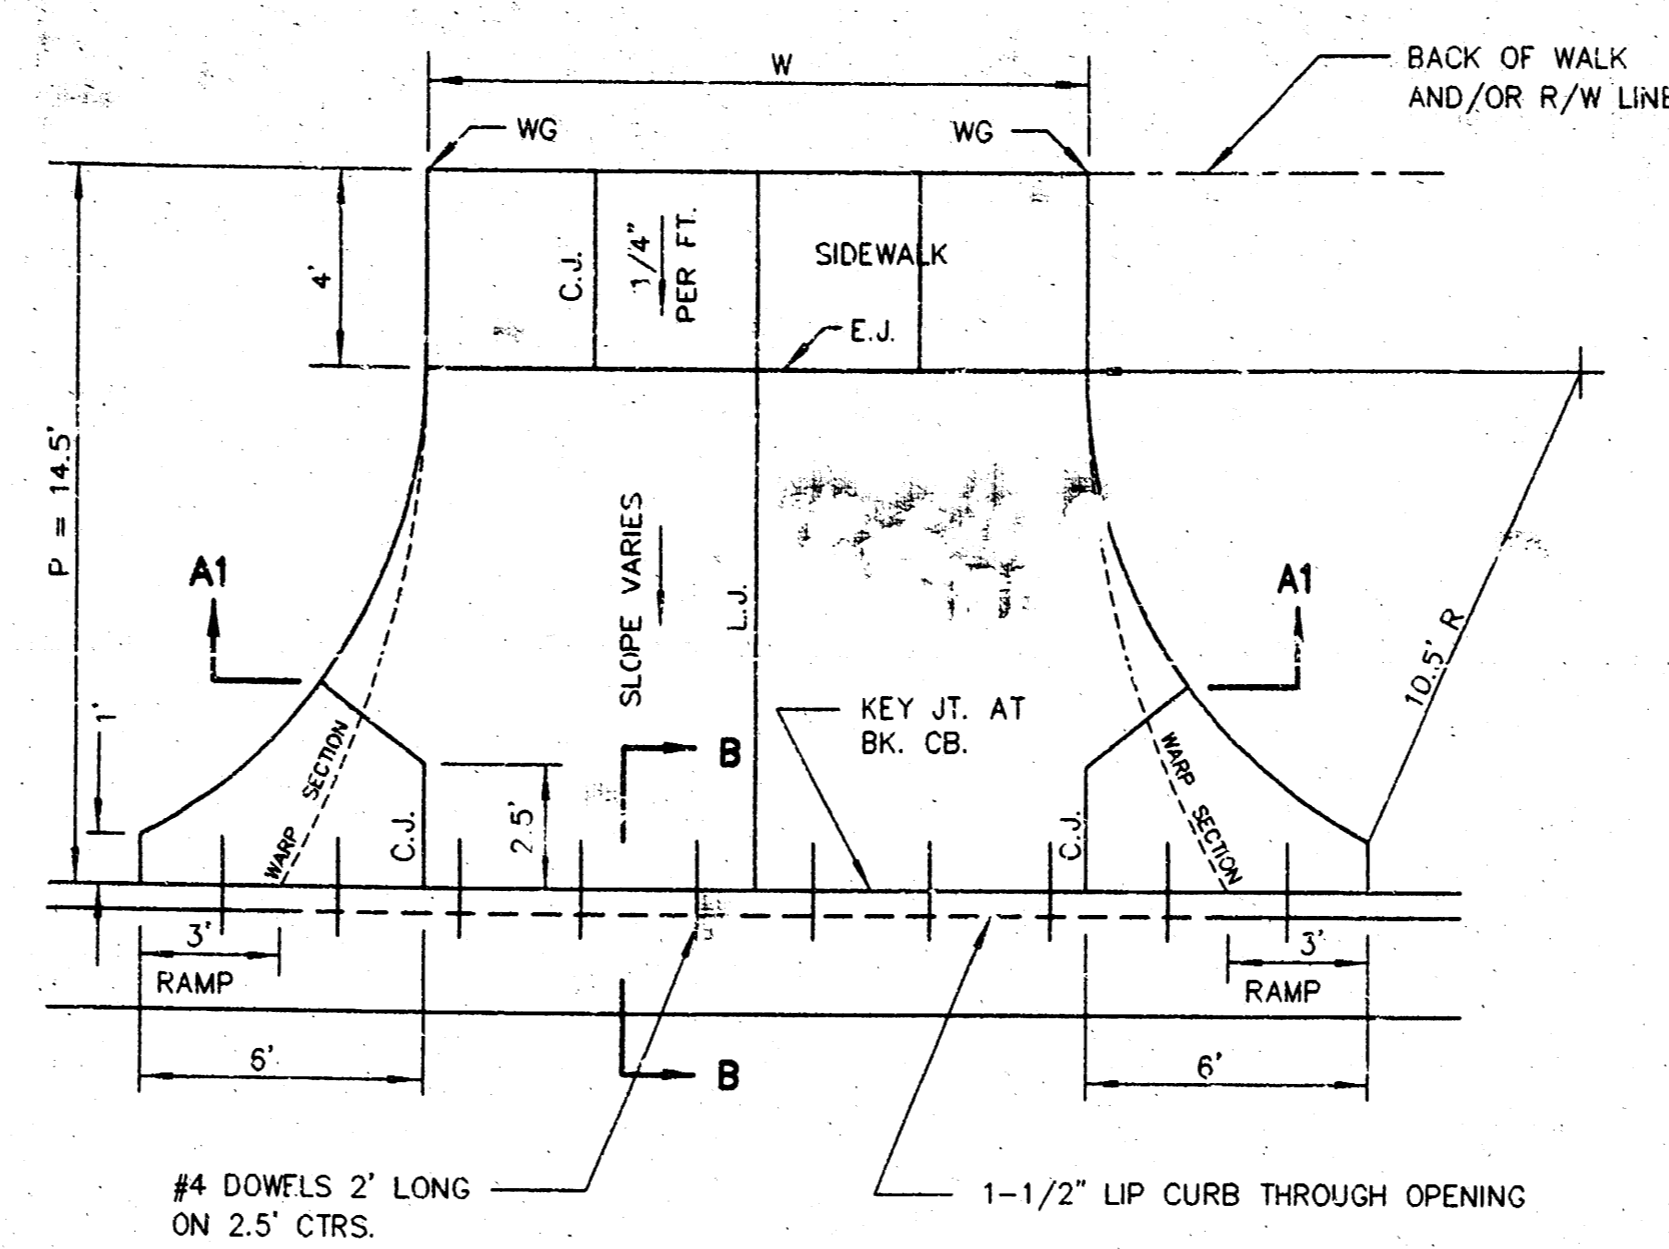 W
BACK OF WALK
AND/OR R/W LINE
WG
WG
4'
C.J.
1/4"
PER FT.
SIDEWALK
E.J.
P = 14.5'
A1
A1
SLOPE VARIES
L.J.
10.5' R
1'
WARP SECTION
WARP SECTION
KEY JT. AT
BK. CB.
B
C.J.
2.5'
C.J.
3'
RAMP
3'
RAMP
6'
B
6'
#4 DOWELS 2' LONG
ON 2.5' CTRS.
1-1/2" LIP CURB THROUGH OPENING